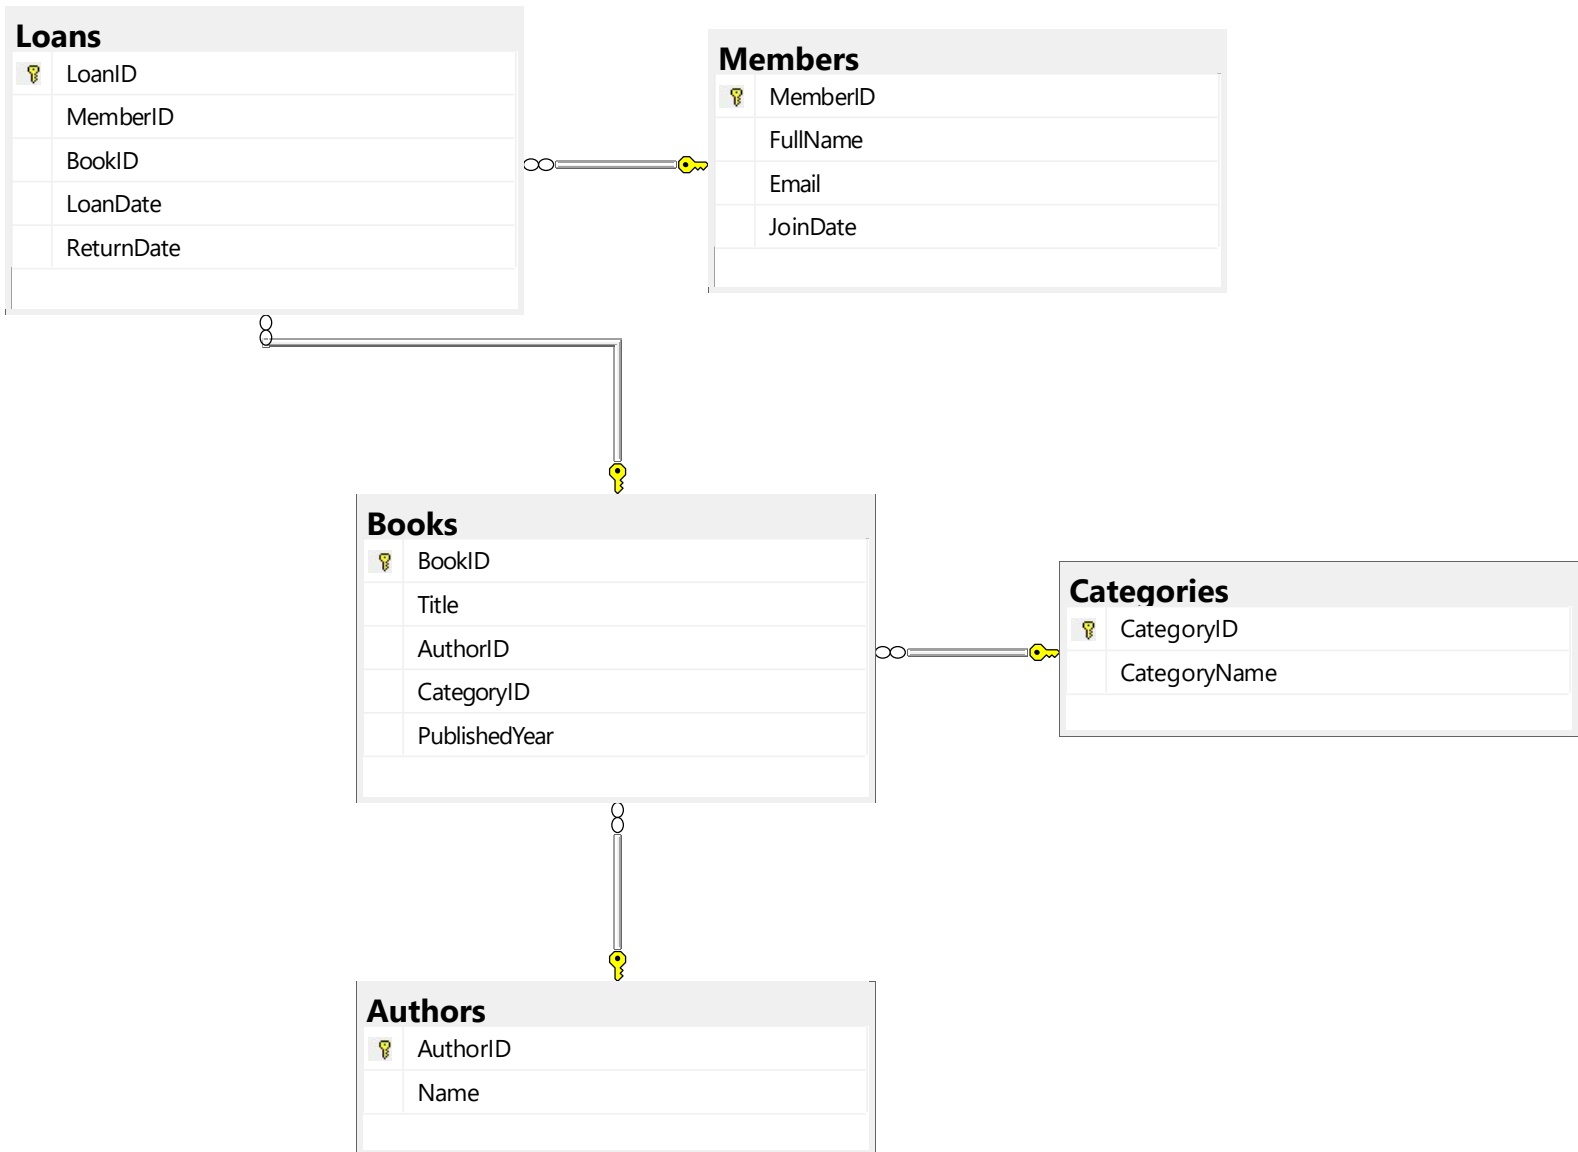 Loans
LoanID
MemberID
BookID
LoanDate
ReturnDate
Members
MemberID
FullName
Email
JoinDate
Books
BookID
Title
AuthorID
CategoryID
PublishedYear
Categories
CategoryID
CategoryName
Authors
AuthorID
Name